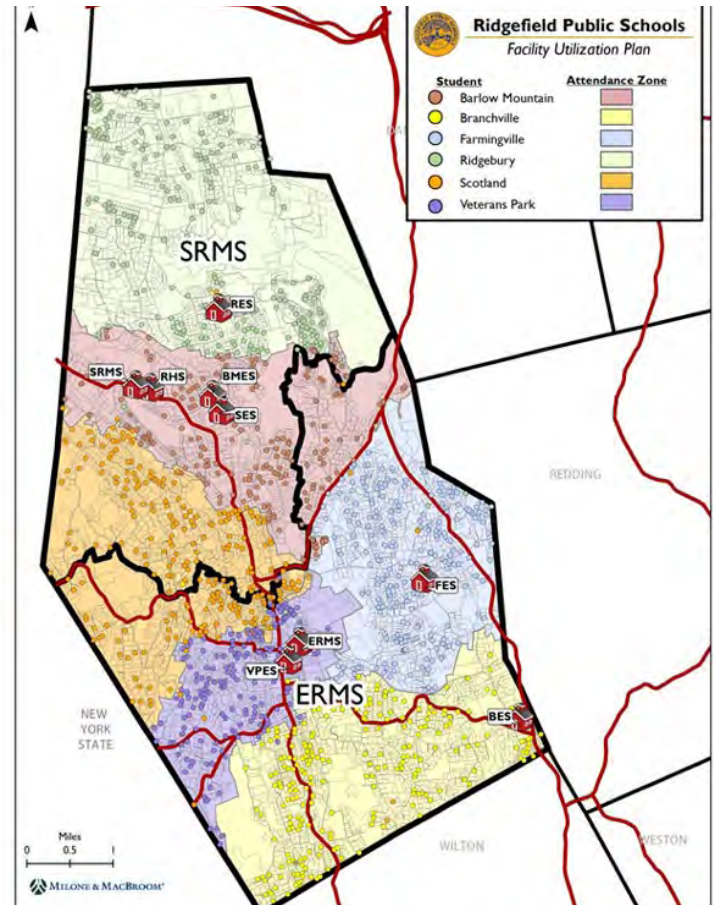 Ridgefield Public Schools
Facility Utilization Plan
Student
Attendance Zone
Barlow Mountain
Branchville
Farmingville
Ridgebury
Scotland
Veterans Park
SRMS
RES
SRMS
RHS
BMES
SES
REDDING
FES
ERMS
VPES
ERMS
BES
NEW
YORK
STATE
WILTON
WESTON
Miles
0 0.5 1
MILONE & MACBROOM